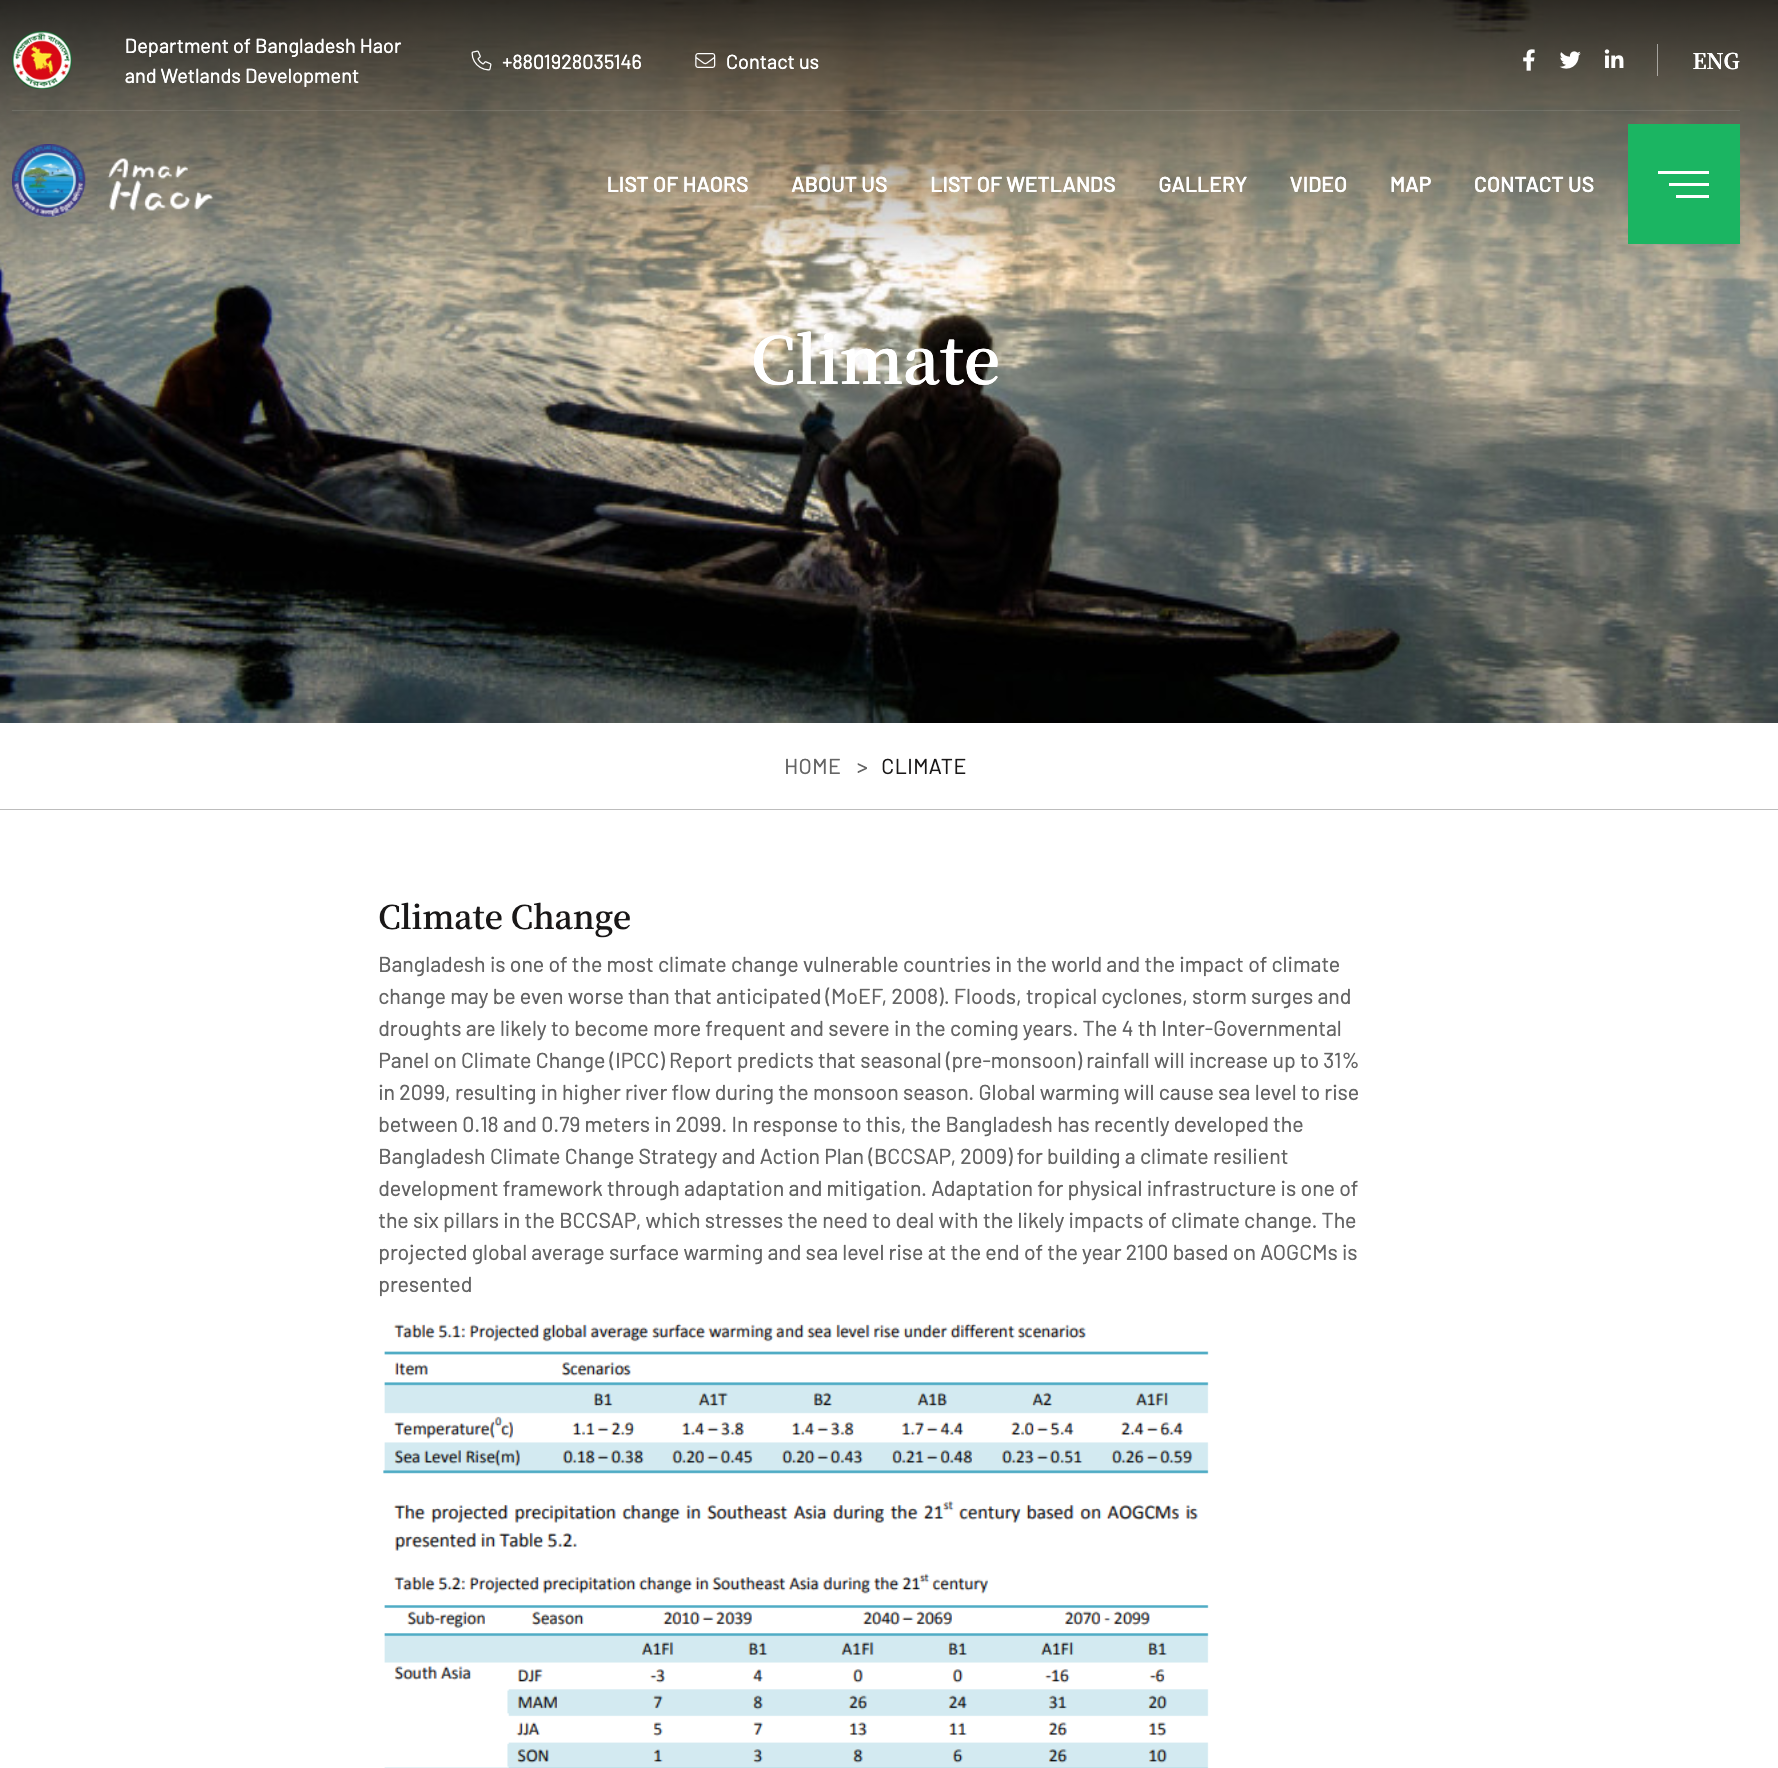 Department of Bangladesh Haor
and Wetlands Development
+8801928035146
Contact us
ENG
Amar
Haor
LIST OF HAORS
ABOUT US
LIST OF WETLANDS
GALLERY
VIDEO
MAP
CONTACT US
Climate
HOME > CLIMATE
Climate Change
Bangladesh is one of the most climate change vulnerable countries in the world and the impact of climate
change may be even worse than that anticipated (MoEF, 2008). Floods, tropical cyclones, storm surges and
droughts are likely to become more frequent and severe in the coming years. The 4 th Inter-Governmental
Panel on Climate Change (IPCC) Report predicts that seasonal (pre-monsoon) rainfall will increase up to 31%
in 2099, resulting in higher river flow during the monsoon season. Global warming will cause sea level to rise
between 0.18 and 0.79 meters in 2099. In response to this, the Bangladesh has recently developed the
Bangladesh Climate Change Strategy and Action Plan (BCCSAP, 2009) for building a climate resilient
development framework through adaptation and mitigation. Adaptation for physical infrastructure is one of
the six pillars in the BCCSAP, which stresses the need to deal with the likely impacts of climate change. The
projected global average surface warming and sea level rise at the end of the year 2100 based on AOGCMs is
presented
Table 5.1: Projected global average surface warming and sea level rise under different scenarios
Item Scenarios
B1 A1T B2 A1B A2 A1Fl
Temperature(⁰c) 1.1 – 2.9 1.4 – 3.8 1.4 – 3.8 1.7 – 4.4 2.0 – 5.4 2.4 – 6.4
Sea Level Rise(m) 0.18 – 0.38 0.20 – 0.45 0.20 – 0.43 0.21 – 0.48 0.23 – 0.51 0.26 – 0.59
The projected precipitation change in Southeast Asia during the 21st century based on AOGCMs is
presented in Table 5.2.
Table 5.2: Projected precipitation change in Southeast Asia during the 21st century
Sub-region Season 2010 – 2039 2040 – 2069 2070 - 2099
A1Fl B1 A1Fl B1 A1Fl B1
South Asia DJF -3 4 0 0 -16 -6
MAM 7 8 26 24 31 20
JJA 5 7 13 11 26 15
SON 1 3 8 6 26 10